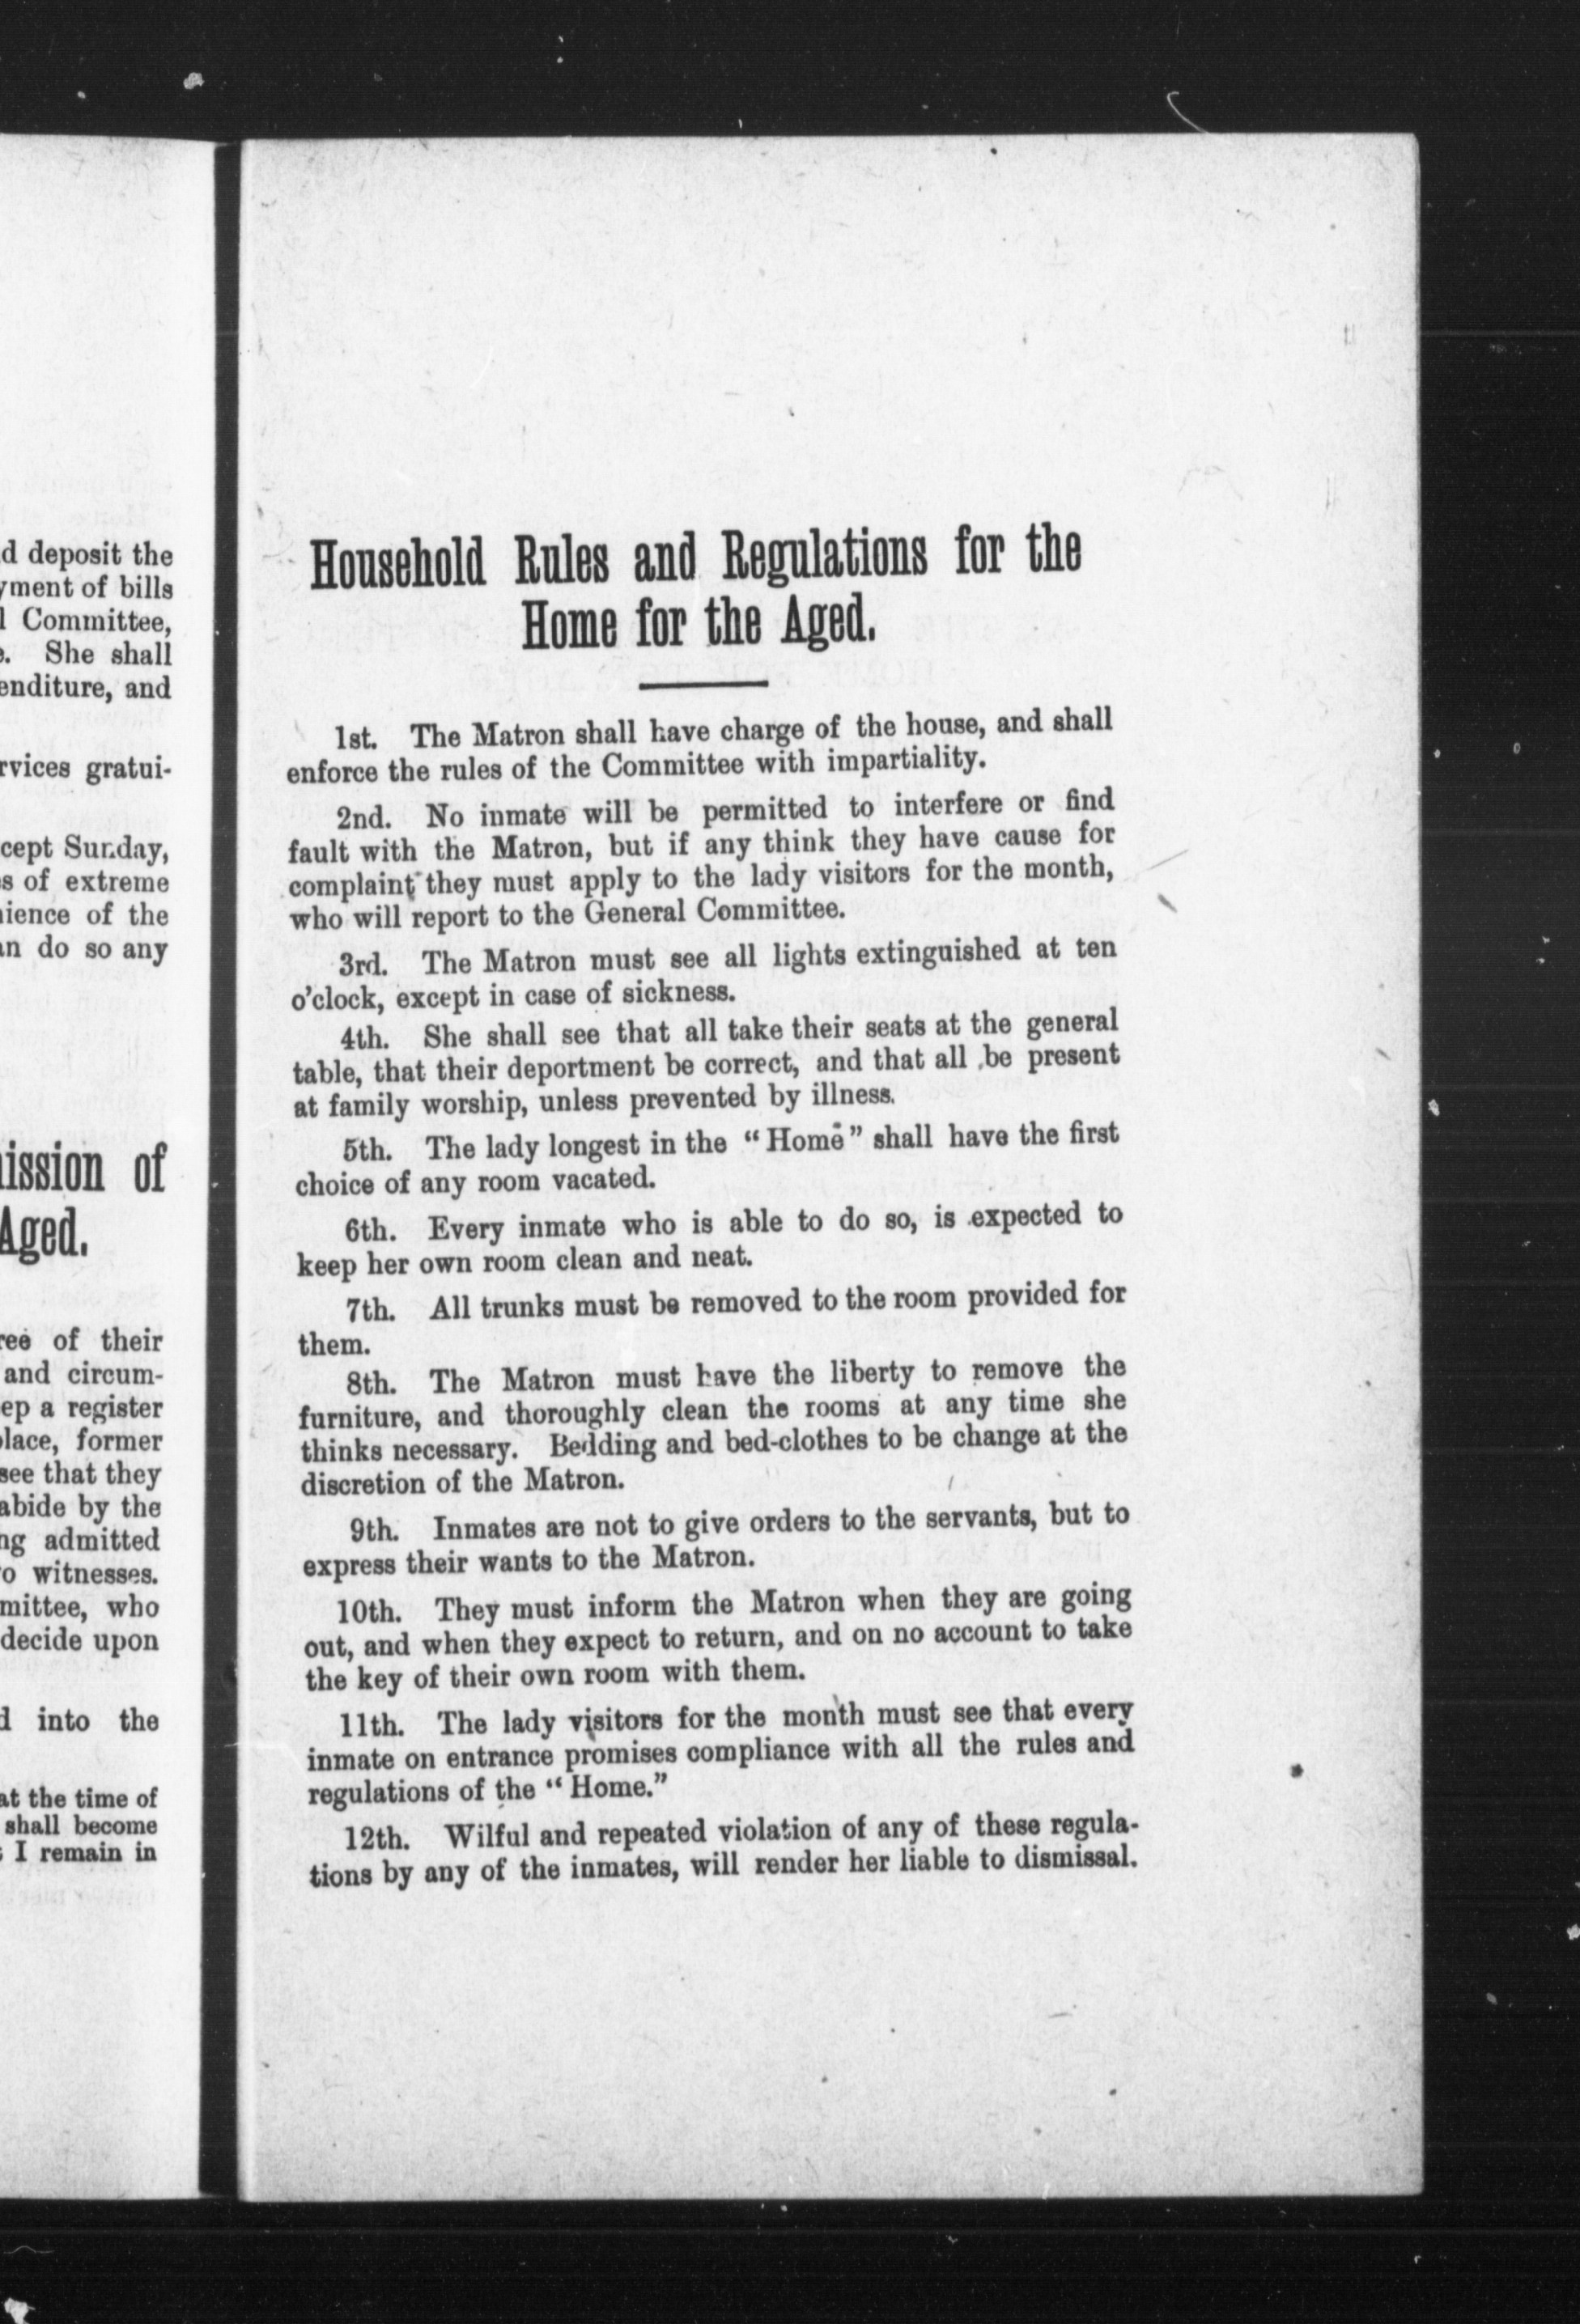 d deposit the
yment of bills
l Committee,
e. She shall
enditure, and
rvices gratui-
cept Sunday,
s of extreme
nience of the
an do so any
ission of
Aged.
ree of their
and circum-
ep a register
place, former
see that they
abide by the
ng admitted
o witnesses.
mittee, who
decide upon
d into the
at the time of
shall become
; I remain in
Household Rules and Regulations for the
Home for the Aged.
1st. The Matron shall have charge of the house, and shall
enforce the rules of the Committee with impartiality.
2nd. No inmate will be permitted to interfere or find
fault with the Matron, but if any think they have cause for
complaint they must apply to the lady visitors for the month,
who will report to the General Committee.
3rd. The Matron must see all lights extinguished at ten
o'clock, except in case of sickness.
4th. She shall see that all take their seats at the general
table, that their deportment be correct, and that all be present
at family worship, unless prevented by illness.
5th. The lady longest in the "Home" shall have the first
choice of any room vacated.
6th. Every inmate who is able to do so, is expected to
keep her own room clean and neat.
7th. All trunks must be removed to the room provided for
them.
8th. The Matron must have the liberty to remove the
furniture, and thoroughly clean the rooms at any time she
thinks necessary. Bedding and bed-clothes to be change at the
discretion of the Matron.
9th. Inmates are not to give orders to the servants, but to
express their wants to the Matron.
10th. They must inform the Matron when they are going
out, and when they expect to return, and on no account to take
the key of their own room with them.
11th. The lady visitors for the month must see that every
inmate on entrance promises compliance with all the rules and
regulations of the "Home."
12th. Wilful and repeated violation of any of these regula-
tions by any of the inmates, will render her liable to dismissal.